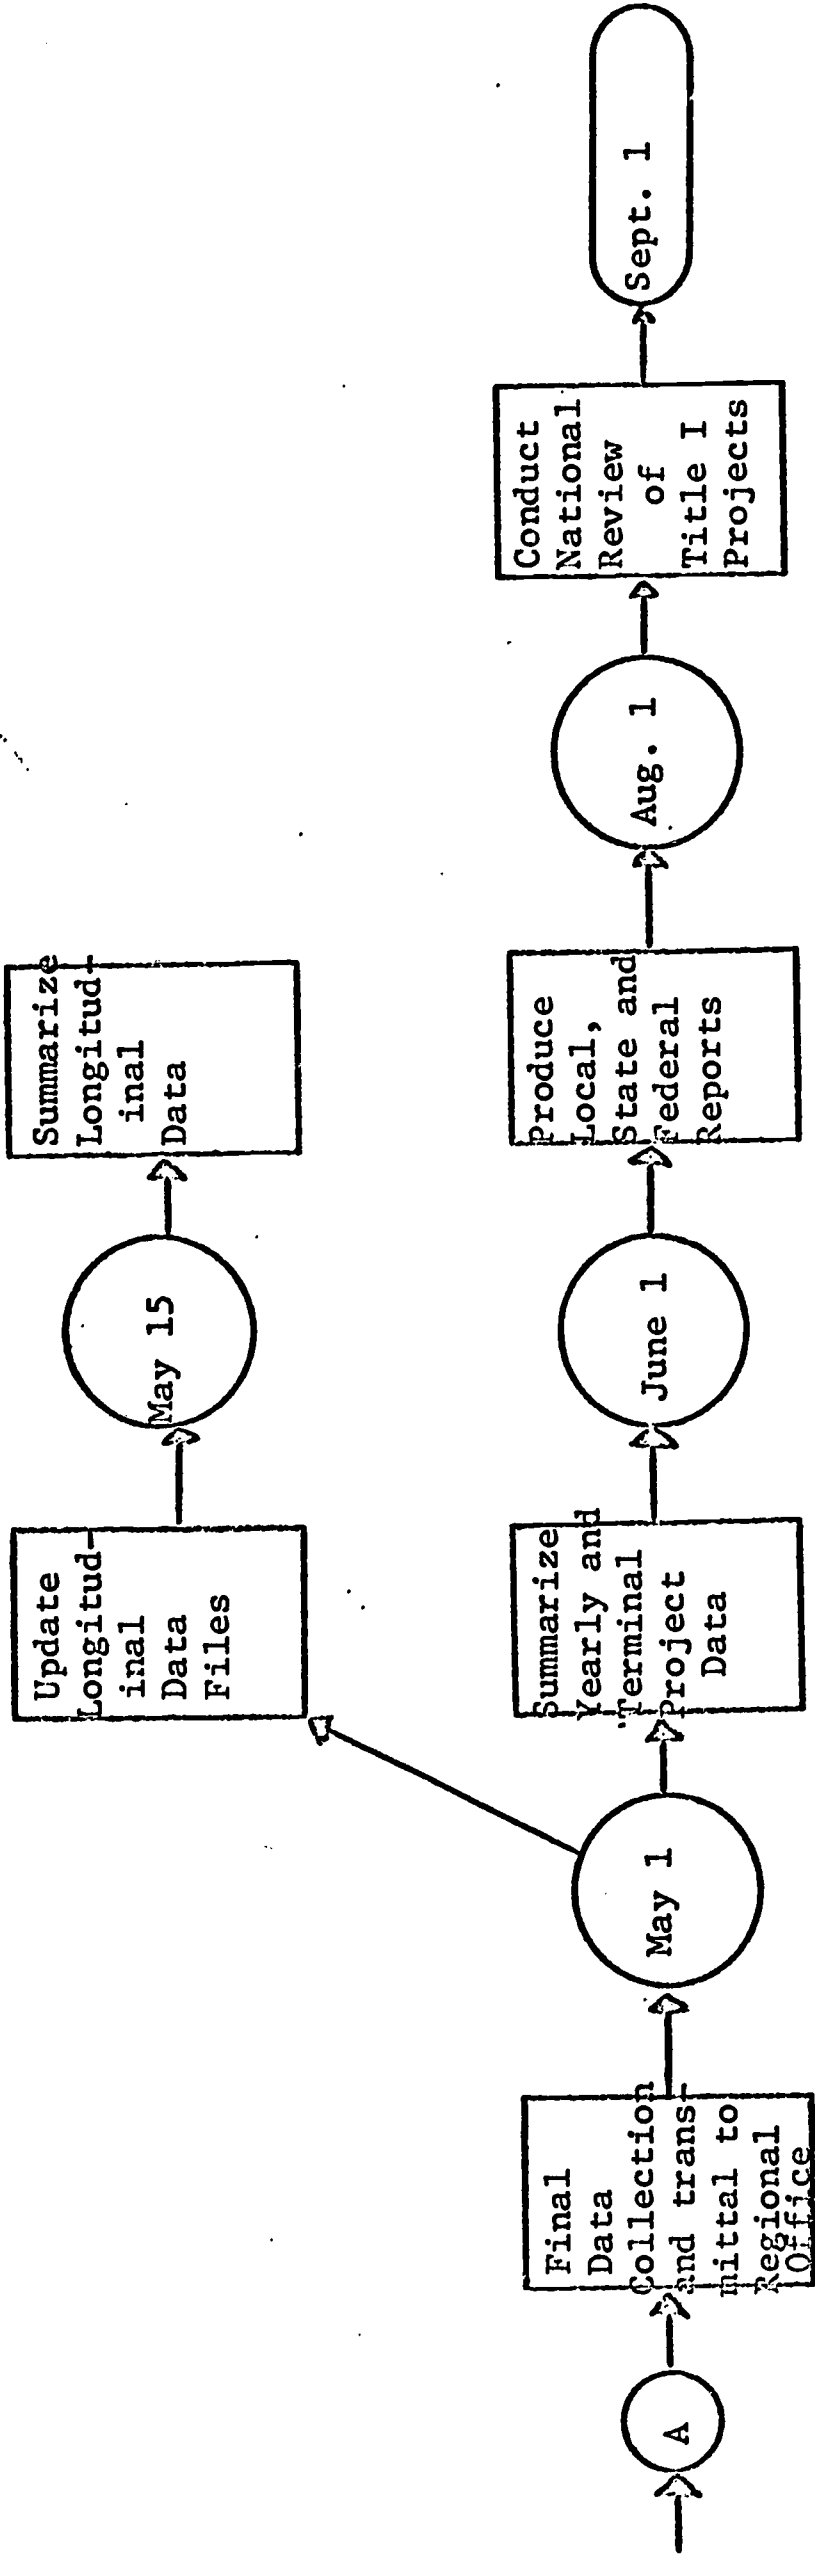 A
Final
Data
Collection
and trans-
mittal to
Regional
Office
May 1
Update
Longitud-
inal
Data
Files
May 15
Summarize
Longitud-
inal
Data
Summarize
Yearly and
Terminal
Project
Data
June 1
Produce
Local,
State and
Federal
Reports
Aug. 1
Conduct
National
Review
of
Title I
Projects
Sept. 1